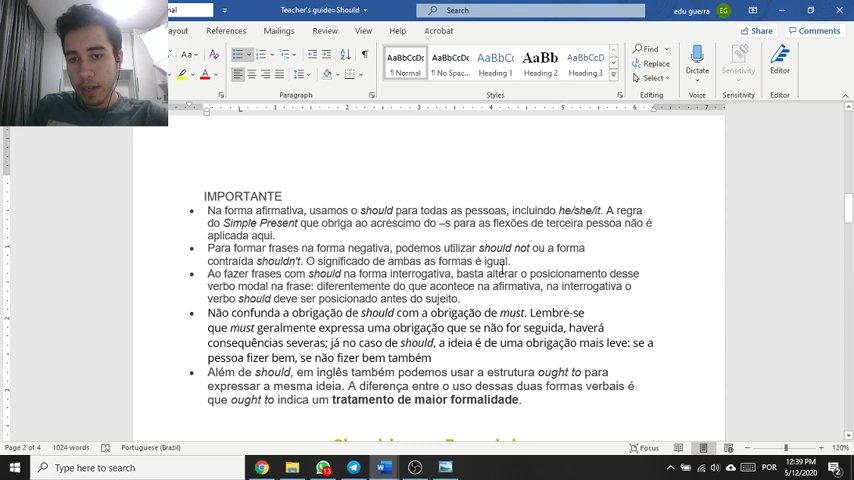 Teacher's guide=Should
Search
edu guerra
EG
ayout
References
Mailings
Review
View
Help
Acrobat
Share
Comments
Aa
AaBbCcDc
AaBbCcDc
AaBbCc
AaBb
AaBbCcD
Normal
No Spac...
Heading 1
Heading 2
Heading 3
Find
Replace
Select
Dictate
Sensitivity
Editor
Paragraph
Styles
Editing
Voice
Sensitivity
Editor
IMPORTANTE
Na forma afirmativa, usamos o should para todas as pessoas, incluindo he/she/it. A regra
do Simple Present que obriga ao acréscimo do –s para as flexões de terceira pessoa não é
aplicada aqui.
Para formar frases na forma negativa, podemos utilizar should not ou a forma
contraída shouldn't. O significado de ambas as formas é igual.
Ao fazer frases com should na forma interrogativa, basta alterar o posicionamento desse
verbo modal na frase: diferentemente do que acontece na afirmativa, na interrogativa o
verbo should deve ser posicionado antes do sujeito.
Não confunda a obrigação de should com a obrigação de must. Lembre-se
que must geralmente expressa uma obrigação que se não for seguida, haverá
consequências severas; já no caso de should, a ideia é de uma obrigação mais leve: se a
pessoa fizer bem, se não fizer bem também
Além de should, em inglês também podemos usar a estrutura ought to para
expressar a mesma ideia. A diferença entre o uso dessas duas formas verbais é
que ought to indica um tratamento de maior formalidade.
Page 2 of 4
1024 words
Portuguese (Brazil)
Focus
120%
Type here to search
13
POR
12:39 PM
5/12/2020
2